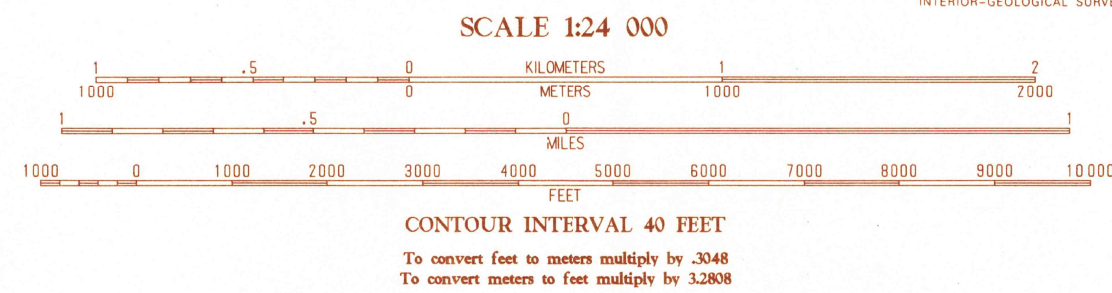 INTERIOR-GEOLOGICAL SURVE
SCALE 1:24 000
1 .5 0 KILOMETERS 1 2
1000 0 METERS 1000 2000
1 .5 0 1
MILES
1000 0 1000 2000 3000 4000 5000 6000 7000 8000 9000 10000
FEET
CONTOUR INTERVAL 40 FEET
To convert feet to meters multiply by .3048
To convert meters to feet multiply by 3.2808